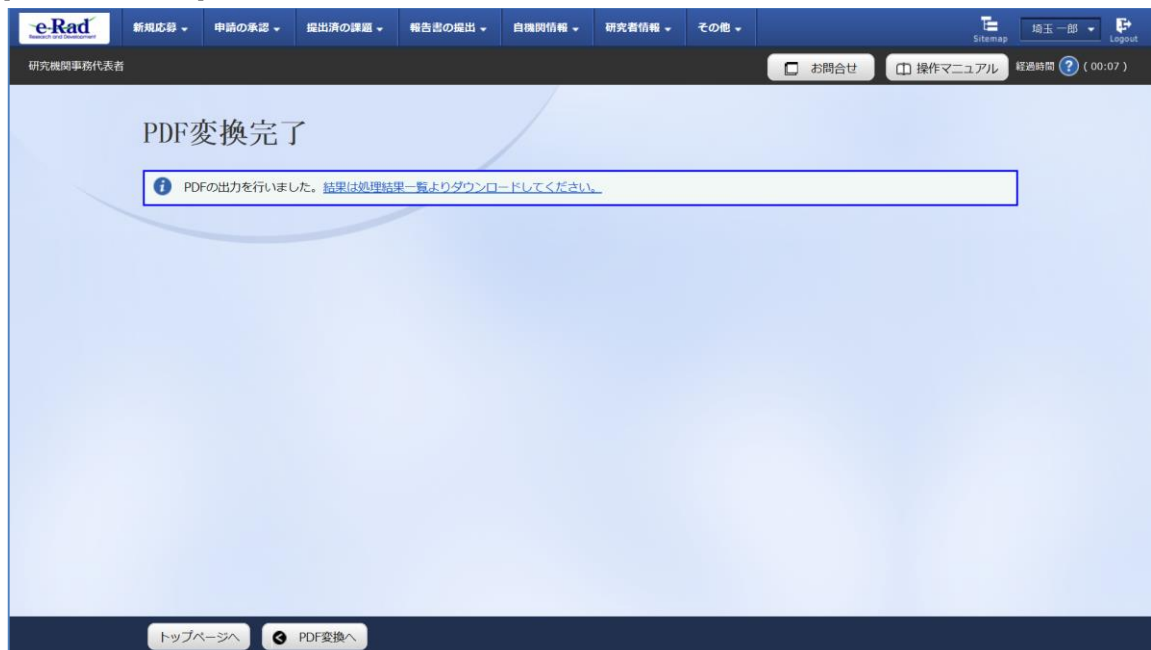 e-Rad
Research and Development
新規応募
申請の承認
提出済の課題
報告書の提出
自機関情報
研究者情報
その他
Sitemap
埼玉 一郎
Logout
研究機関事務代表者
お問合せ
操作マニュアル
経過時間 ? ( 00:07 )
PDF変換完了
PDFの出力を行いました。結果は処理結果一覧よりダウンロードしてください。
トップページへ
PDF変換へ